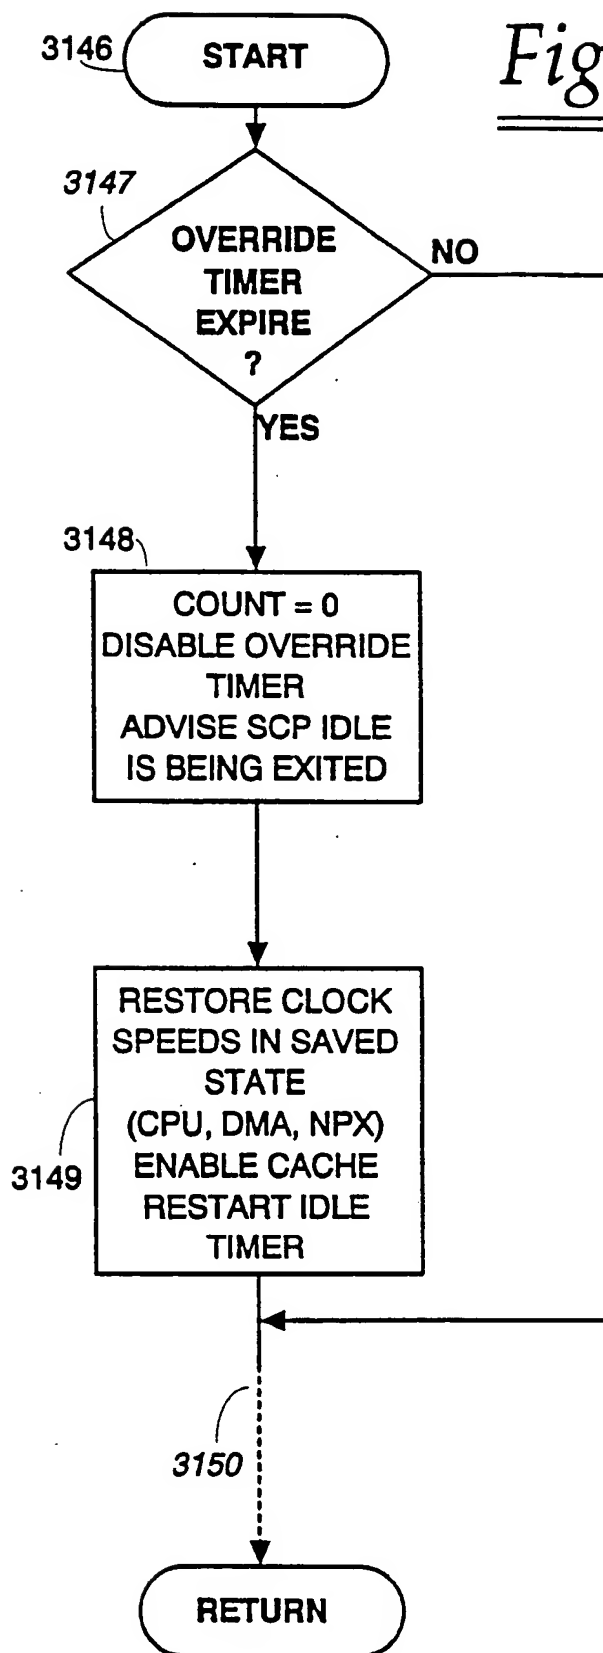 3146
START
Fig
3147
OVERRIDE
TIMER
EXPIRE
?
NO
YES
3148
COUNT = 0
DISABLE OVERRIDE
TIMER
ADVISE SCP IDLE
IS BEING EXITED
RESTORE CLOCK
SPEEDS IN SAVED
STATE
(CPU, DMA, NPX)
ENABLE CACHE
RESTART IDLE
TIMER
3149
3150
RETURN